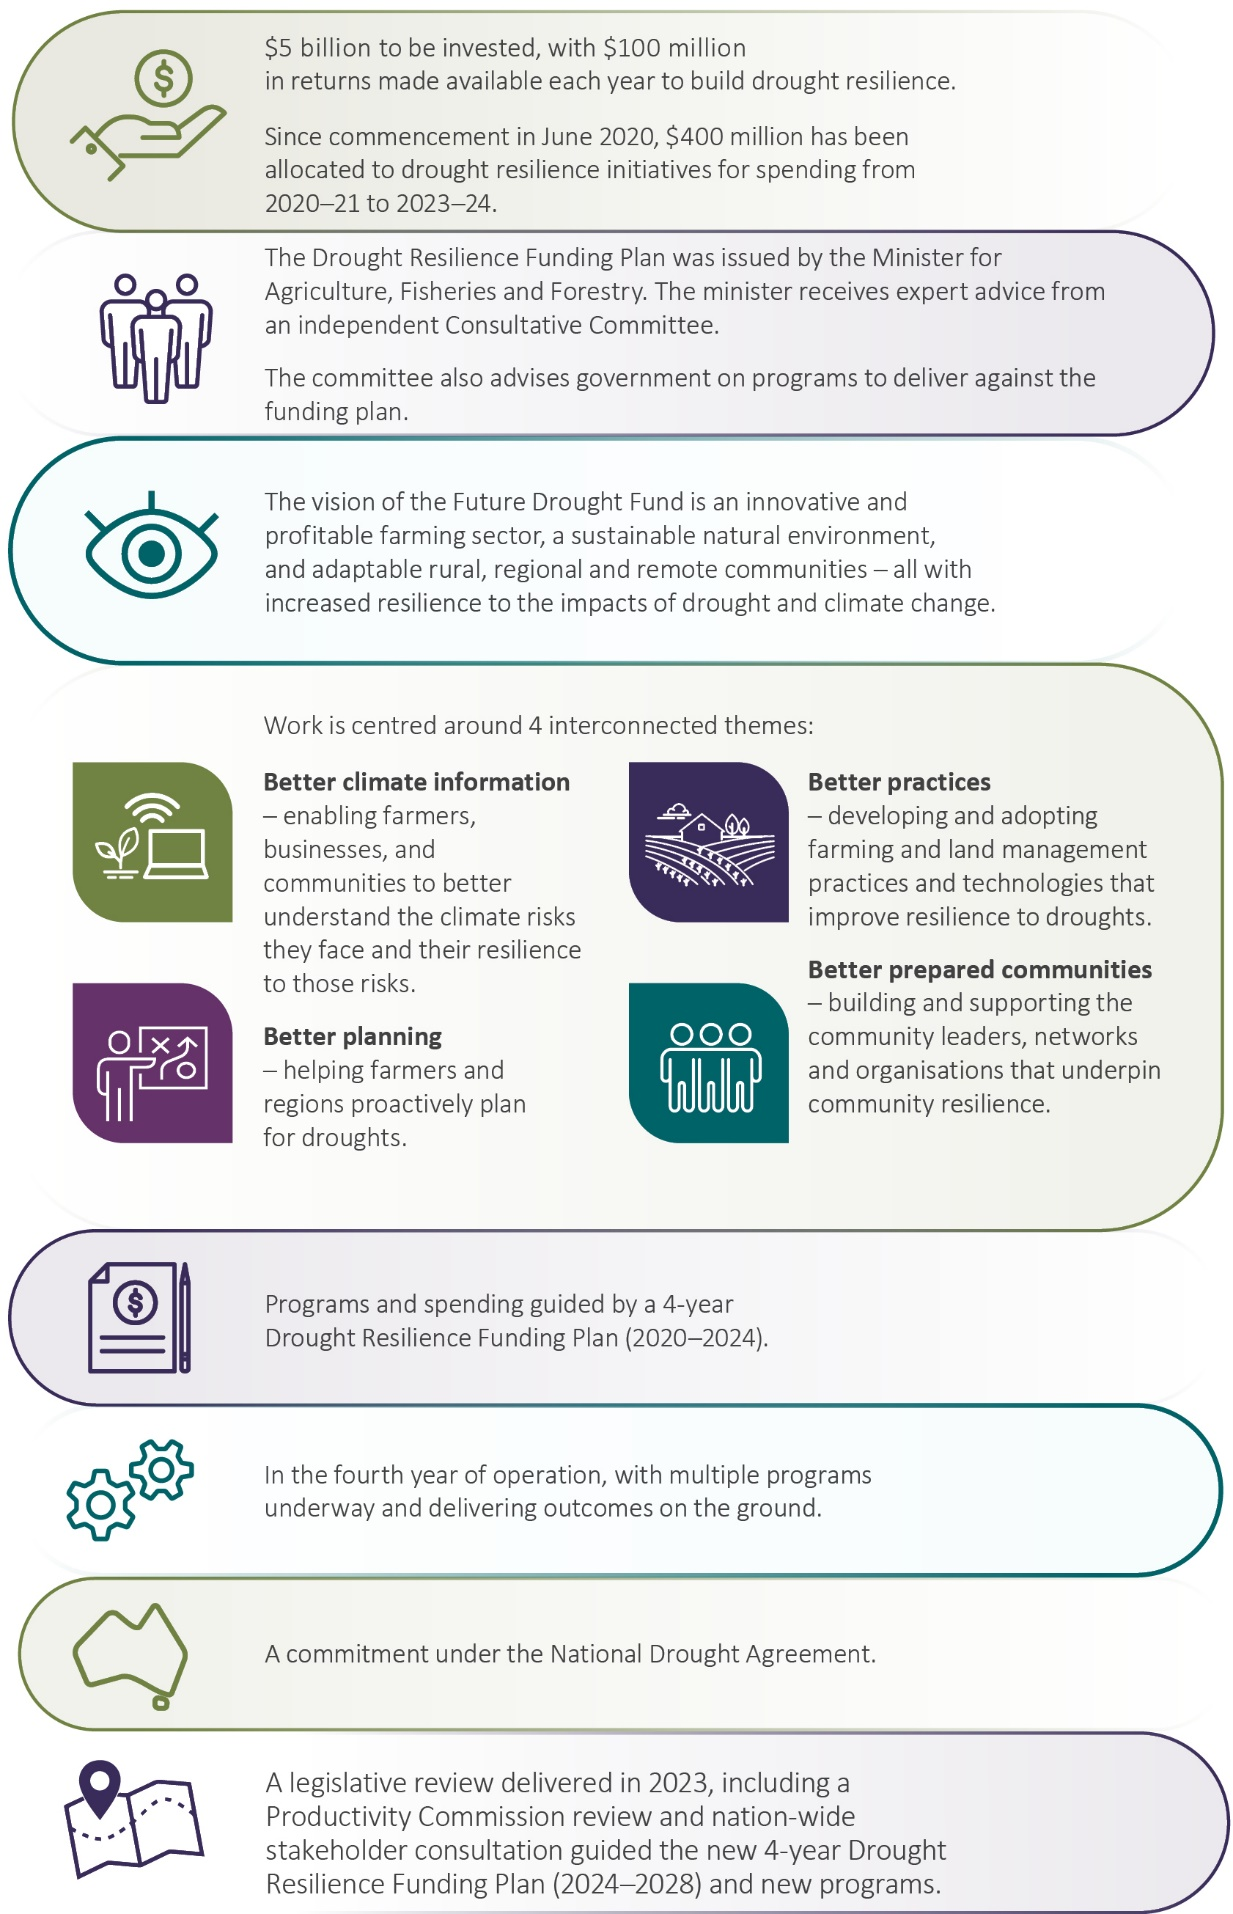 $5 billion to be invested, with $100 million
in returns made available each year to build drought resilience.
Since commencement in June 2020, $400 million has been
allocated to drought resilience initiatives for spending from
2020–21 to 2023–24.
The Drought Resilience Funding Plan was issued by the Minister for
Agriculture, Fisheries and Forestry. The minister receives expert advice from
an independent Consultative Committee.
The committee also advises government on programs to deliver against the
funding plan.
The vision of the Future Drought Fund is an innovative and
profitable farming sector, a sustainable natural environment,
and adaptable rural, regional and remote communities – all with
increased resilience to the impacts of drought and climate change.
Work is centred around 4 interconnected themes:
Better climate information
– enabling farmers,
businesses, and
communities to better
understand the climate risks
they face and their resilience
to those risks.
Better planning
– helping farmers and
regions proactively plan
for droughts.
Better practices
– developing and adopting
farming and land management
practices and technologies that
improve resilience to droughts.
Better prepared communities
– building and supporting the
community leaders, networks
and organisations that underpin
community resilience.
Programs and spending guided by a 4-year
Drought Resilience Funding Plan (2020–2024).
In the fourth year of operation, with multiple programs
underway and delivering outcomes on the ground.
A commitment under the National Drought Agreement.
A legislative review delivered in 2023, including a
Productivity Commission review and nation-wide
stakeholder consultation guided the new 4-year Drought
Resilience Funding Plan (2024–2028) and new programs.